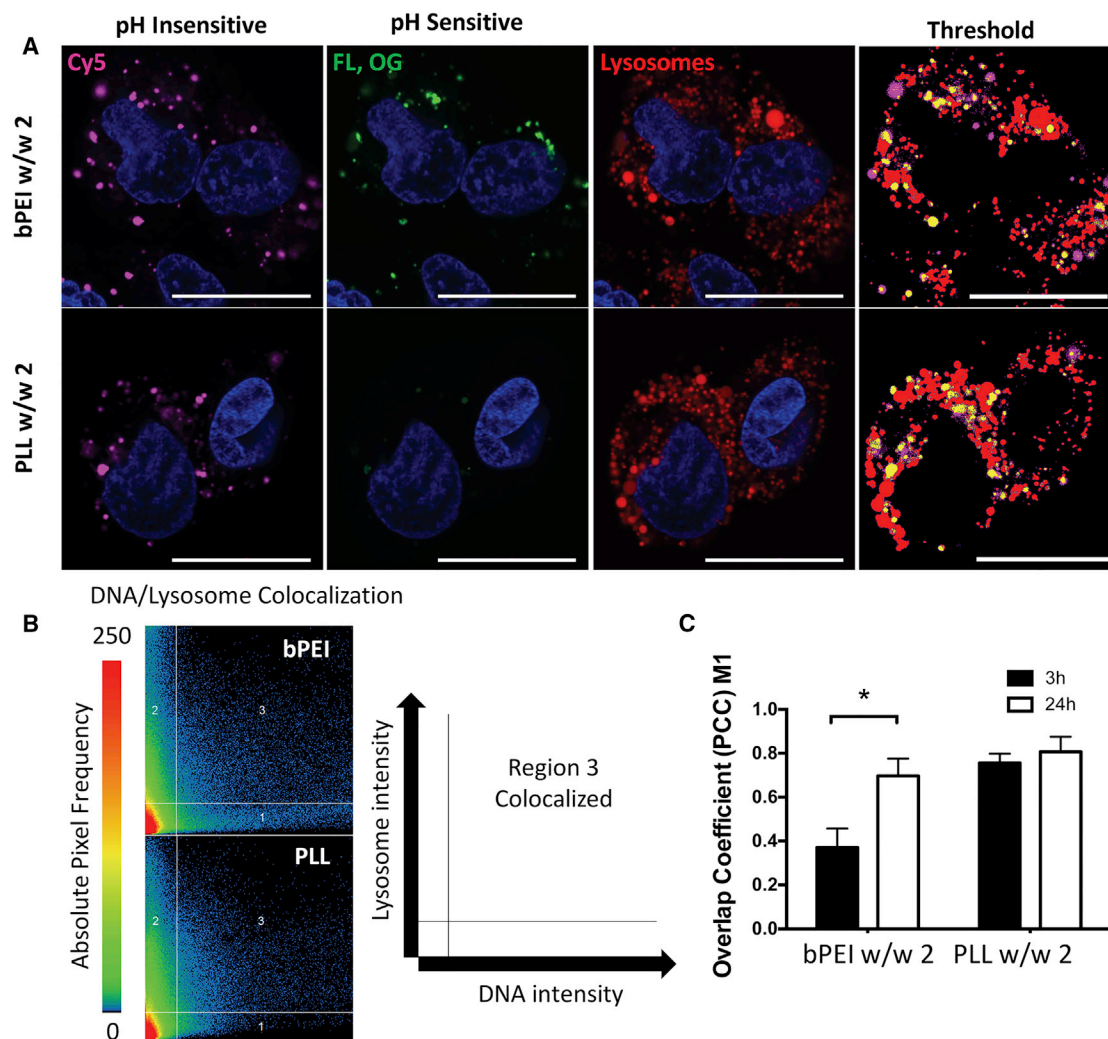 pH Insensitive
pH Sensitive
Threshold
A
Cy5
FL, OG
Lysosomes
bPEI w/w 2
PLL w/w 2
DNA/Lysosome Colocalization
B
250
Absolute Pixel Frequency
0
bPEI
2
3
1
PLL
2
3
1
Lysosome intensity
Region 3
Colocalized
DNA intensity
C
3h
24h
*
Overlap Coefficient (PCC) M1
1.0
0.8
0.6
0.4
0.2
0.0
bPEI w/w 2
PLL w/w 2